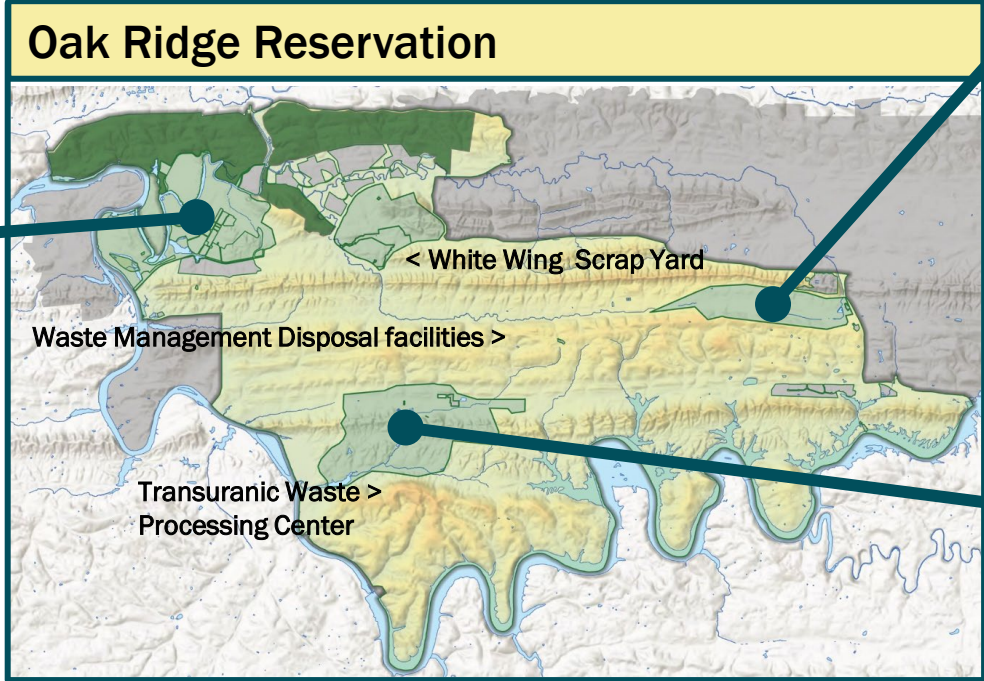 Oak Ridge Reservation
< White Wing Scrap Yard
Waste Management Disposal facilities >
Transuranic Waste >
Processing Center